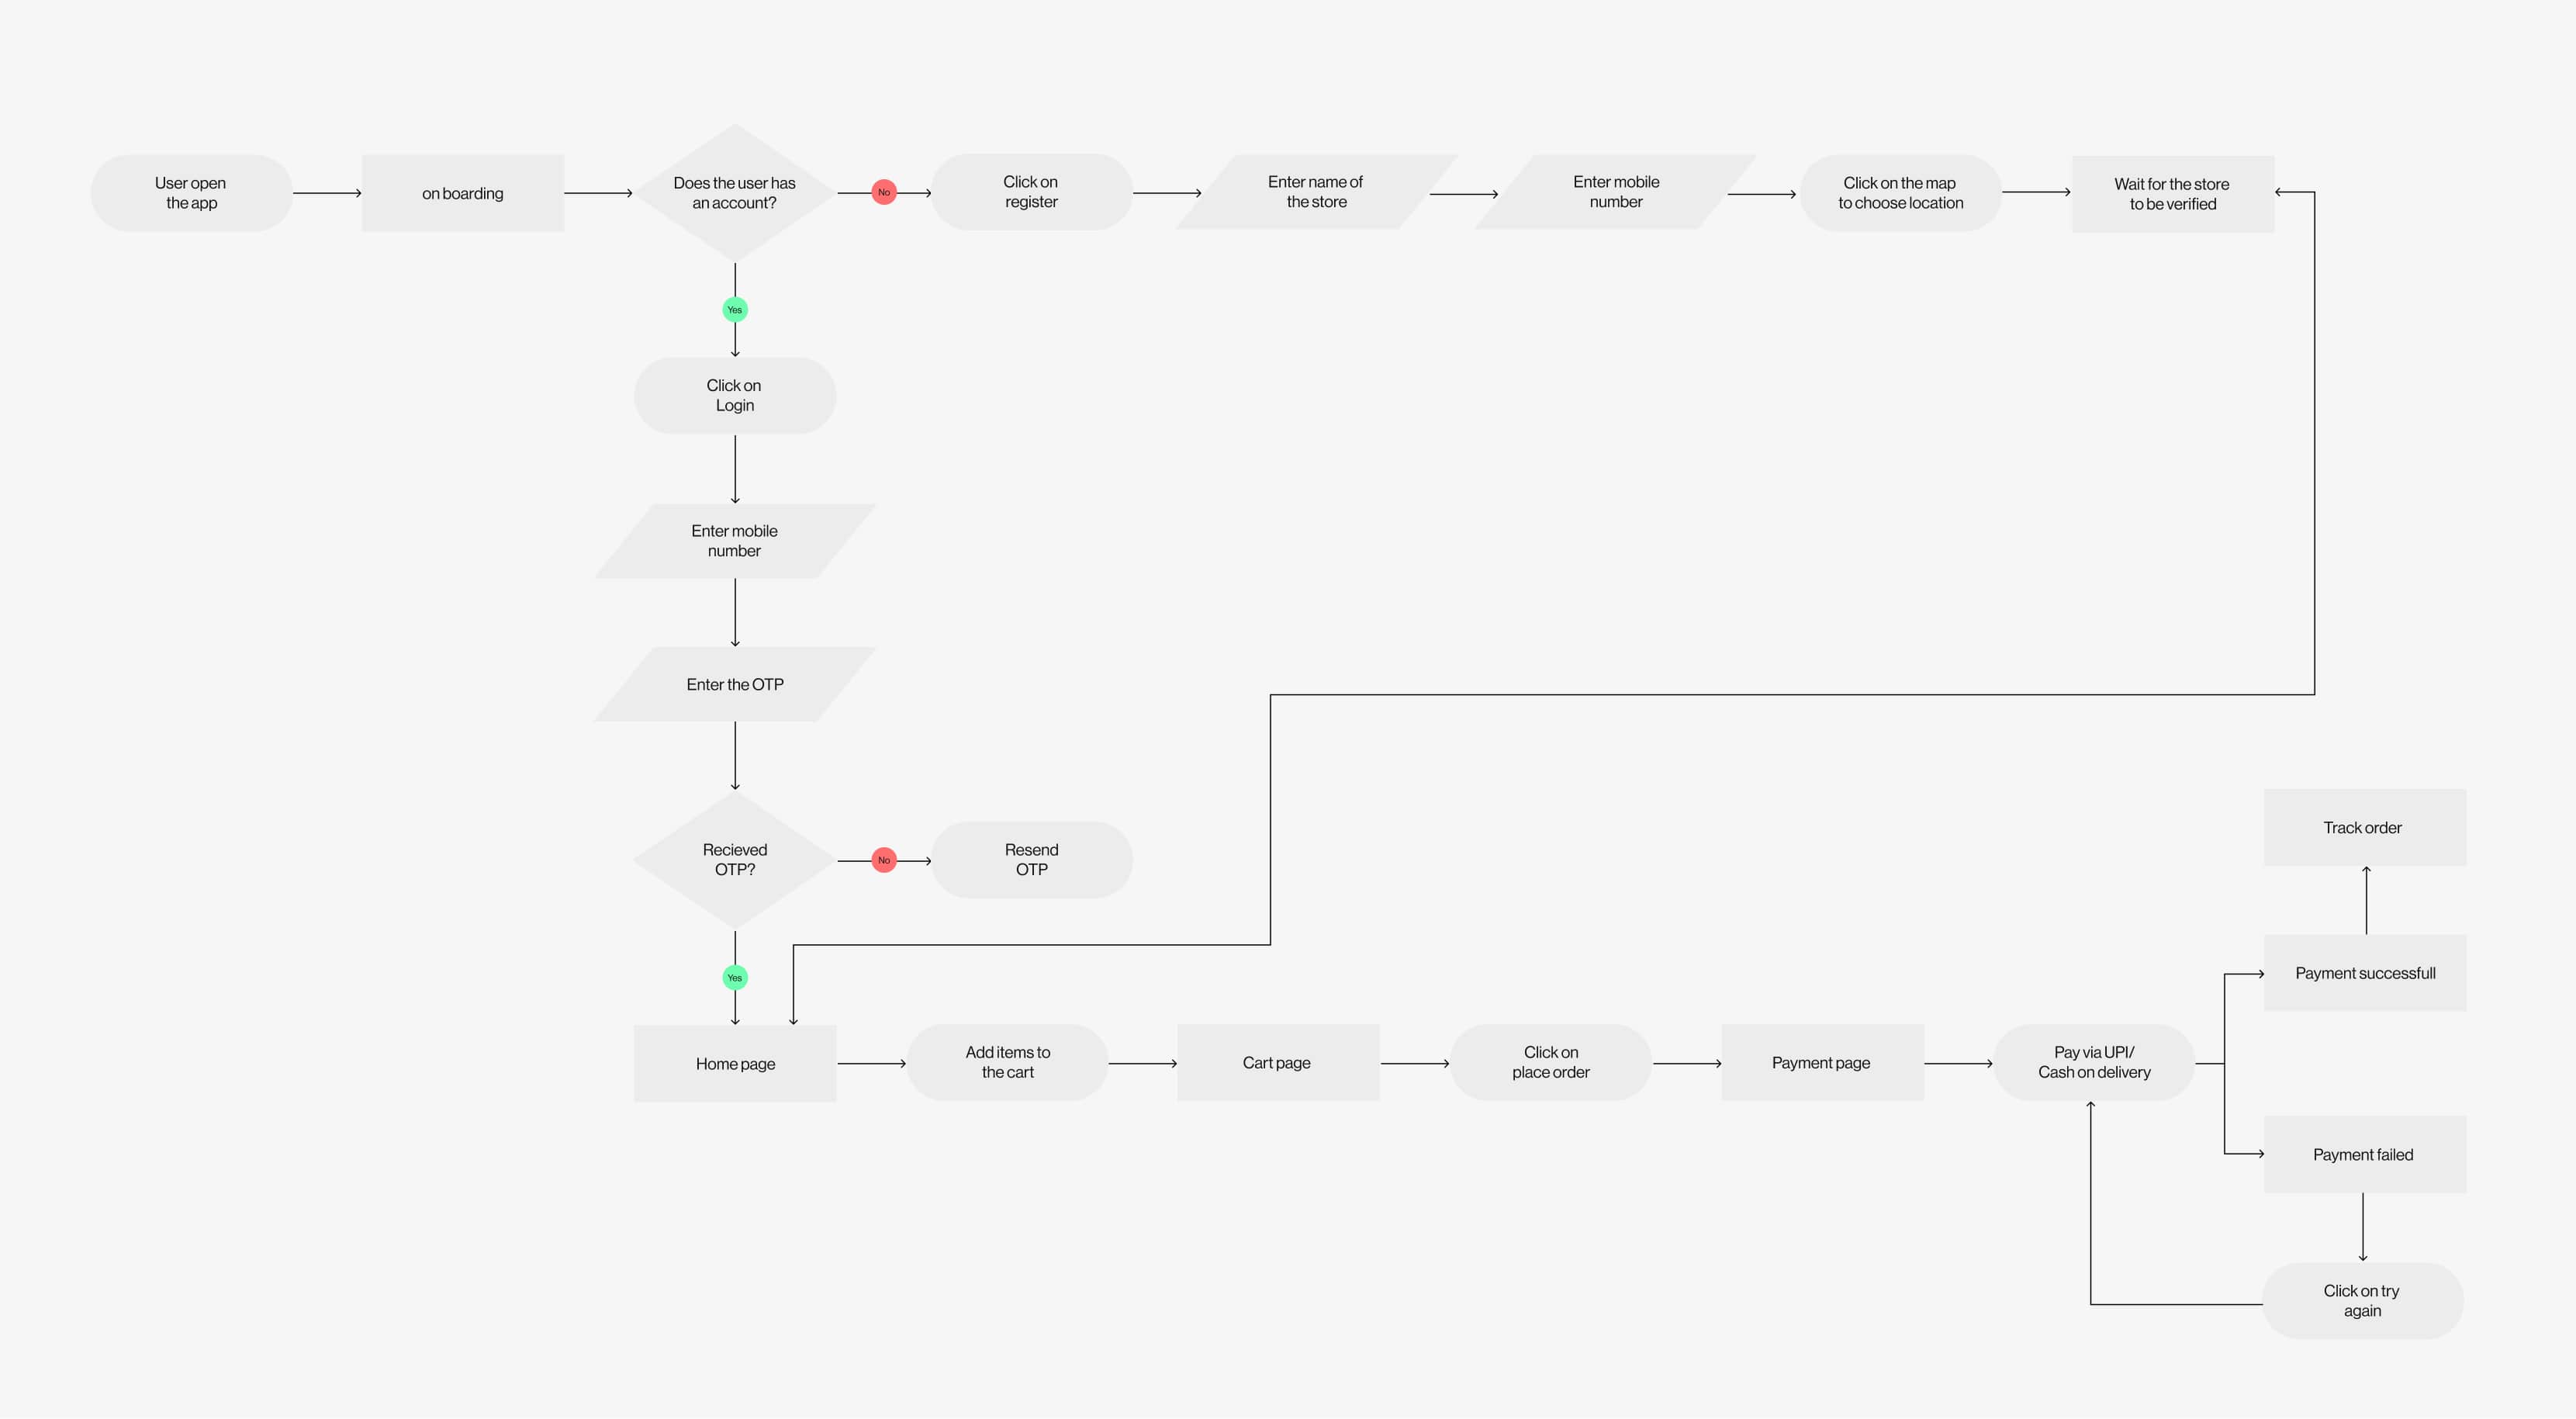 User open
the app
on boarding
Does the user has
an account?
No
Click on
register
Enter name of
the store
Enter mobile
number
Click on the map
to choose location
Wait for the store
to be verified
Yes
Click on
Login
Enter mobile
number
Enter the OTP
Recieved
OTP?
No
Resend
OTP
Yes
Home page
Add items to
the cart
Cart page
Click on
place order
Payment page
Pay via UPI/
Cash on delivery
Track order
Payment successfull
Payment failed
Click on try
again